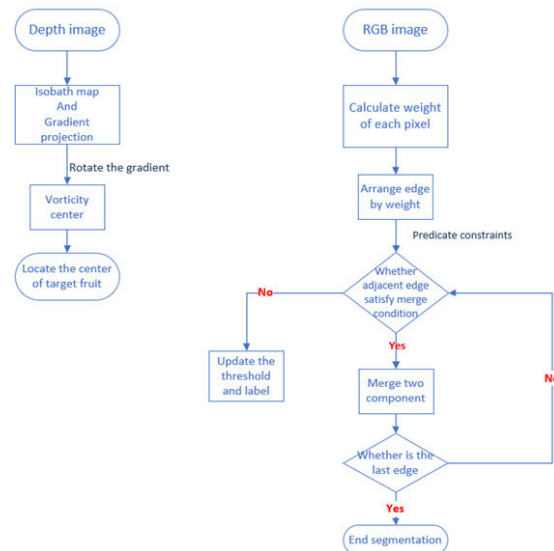 Depth image
Isobath map
And
Gradient
projection
Rotate the gradient
Vorticity
center
Locate the center
of target fruit
RGB image
Calculate weight
of each pixel
Arrange edge
by weight
Predicate constraints
Whether
adjacent edge
satisfy merge
condition
No
Update the
threshold
and label
Yes
Merge two
component
Whether is the
last edge
No
Yes
End segmentation